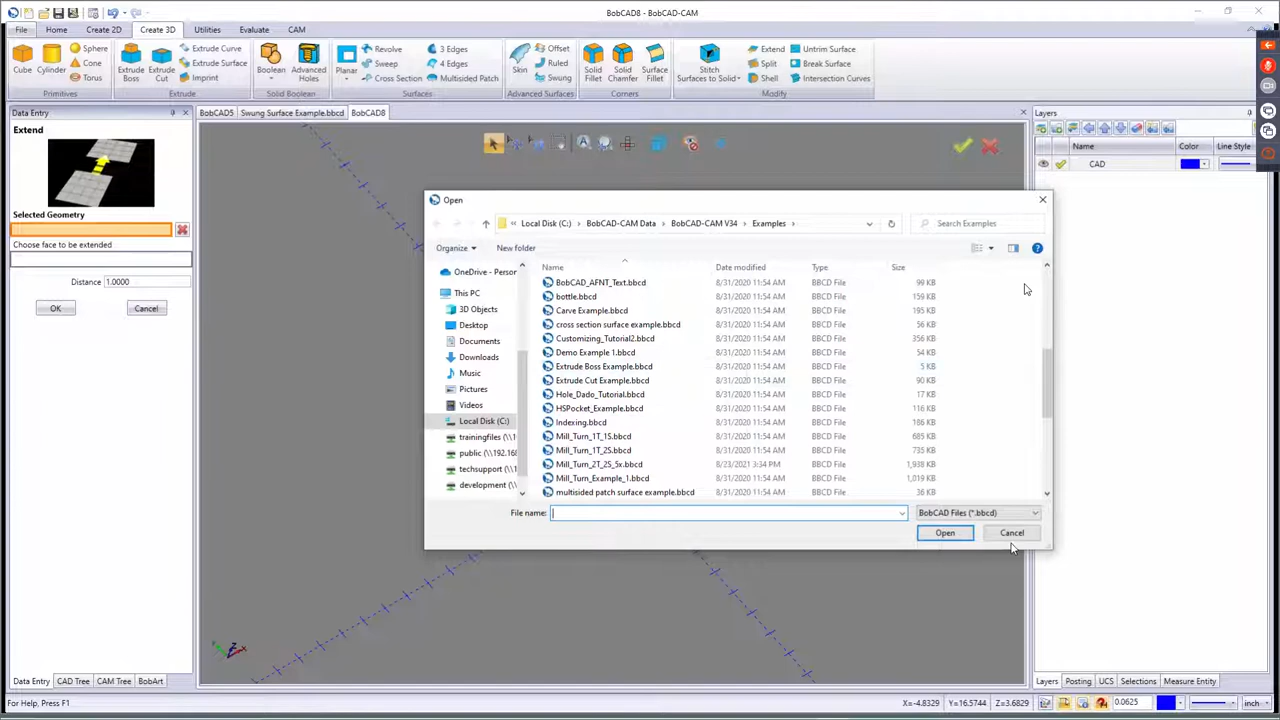 BobCAD8 - BobCAD-CAM
File Home Create 2D Create 3D Utilities Evaluate CAM
Cube Cylinder Sphere Cone Torus Extrude Boss Extrude Cut Extrude Curve Extrude Surface Imprint Boolean Advanced Holes Planar Revolve Sweep Cross Section 3 Edges 4 Edges Multisided Patch Skin Offset Ruled Swung Solid Fillet Solid Chamfer Surface Fillet Stitch Surfaces to Solid Extend Split Shell Untrim Surface Break Surface Intersection Curves
Primitives Extrude Solid Boolean Surfaces Advanced Surfaces Corners Modify
Data Entry BobCAD5 Swung Surface Example.bbcd BobCAD8 Layers
Extend
Name Color Line Style
CAD
Selected Geometry
Choose face to be extended
Distance 1.0000
OK Cancel
Open
Local Disk (C:) BobCAD-CAM Data BobCAD-CAM V34 Examples Search Examples
Organize New folder
Name Date modified Type Size
OneDrive - Person
This PC
3D Objects
Desktop
Documents
Downloads
Music
Pictures
Videos
Local Disk (C:)
trainingfiles (\\1
public (\\192.168
techsupport (\\1
development (\\
BobCAD_AFNT_Text.bbcd 8/31/2020 11:54 AM BBCD File 99 KB
bottle.bbcd 8/31/2020 11:54 AM BBCD File 159 KB
Carve Example.bbcd 8/31/2020 11:54 AM BBCD File 195 KB
cross section surface example.bbcd 8/31/2020 11:54 AM BBCD File 56 KB
Customizing_Tutorial2.bbcd 8/31/2020 11:54 AM BBCD File 356 KB
Demo Example 1.bbcd 8/31/2020 11:54 AM BBCD File 54 KB
Extrude Boss Example.bbcd 8/31/2020 11:54 AM BBCD File 5 KB
Extrude Cut Example.bbcd 8/31/2020 11:54 AM BBCD File 90 KB
Hole_Dado_Tutorial.bbcd 8/31/2020 11:54 AM BBCD File 17 KB
HSPocket_Example.bbcd 8/31/2020 11:54 AM BBCD File 116 KB
Indexing.bbcd 8/31/2020 11:54 AM BBCD File 186 KB
Mill_Turn_1T_1S.bbcd 8/31/2020 11:54 AM BBCD File 685 KB
Mill_Turn_1T_2S.bbcd 8/31/2020 11:54 AM BBCD File 735 KB
Mill_Turn_2T_2S_5x.bbcd 8/23/2021 3:34 PM BBCD File 1,938 KB
Mill_Turn_Example_1.bbcd 8/31/2020 11:54 AM BBCD File 1,019 KB
multisided patch surface example.bbcd 8/31/2020 11:54 AM BBCD File 36 KB
File name: BobCAD Files (*.bbcd)
Open Cancel
Data Entry CAD Tree CAM Tree BobArt Layers Posting UCS Selections Measure Entity
For Help, Press F1 X=-4.8329 Y=16.5744 Z=3.6829 0.0625 inch